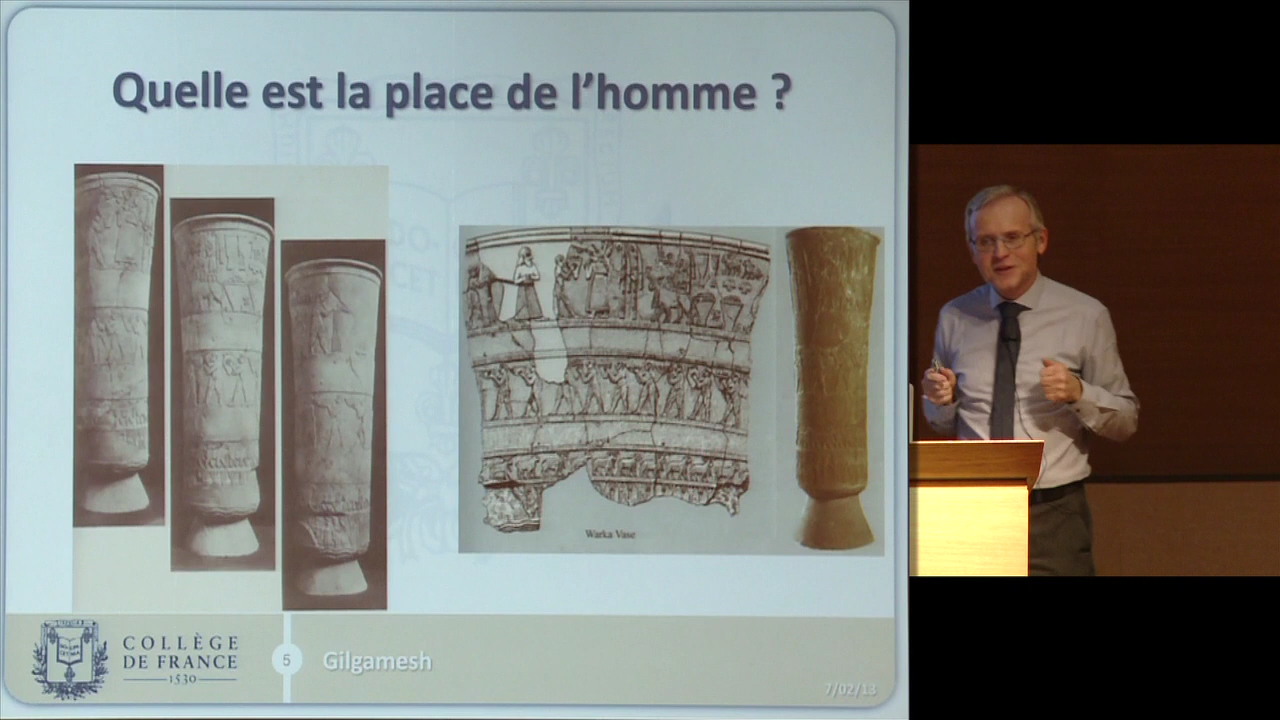 Quelle est la place de l'homme ?
Warka Vase
COLLÈGE
DE FRANCE
1530
5
Gilgamesh
7/02/13